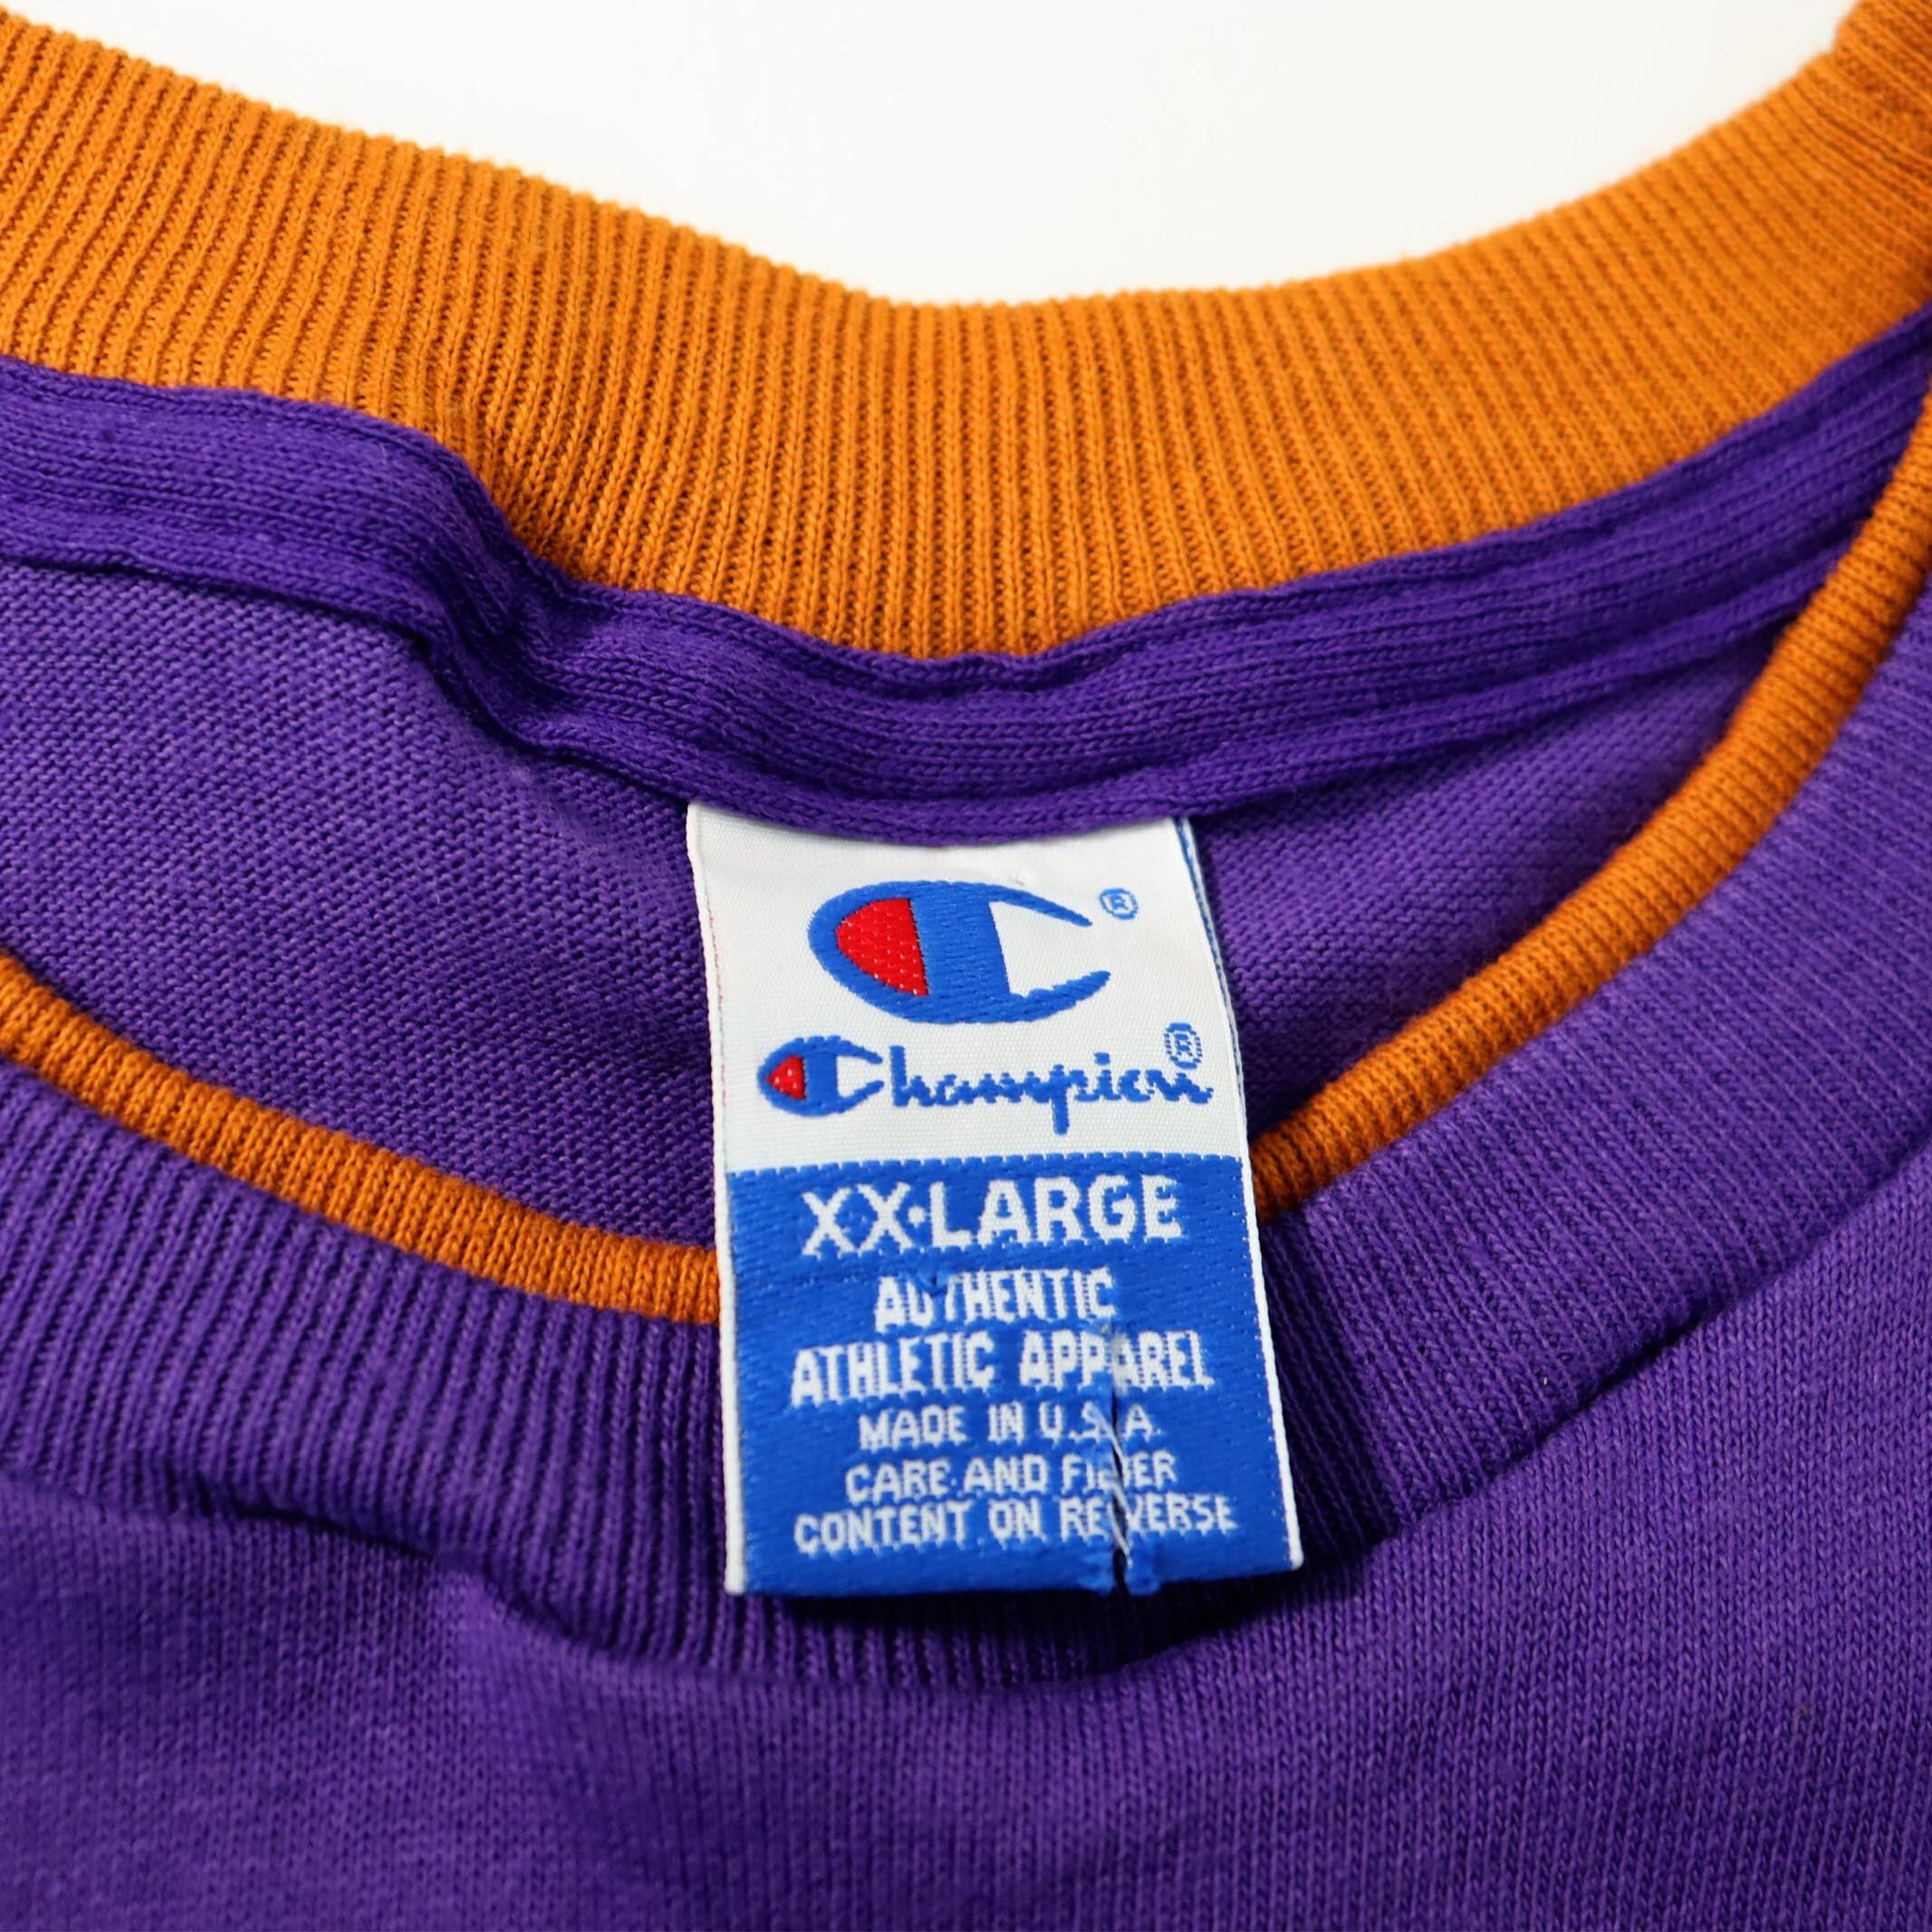 ®
Champion®
XX-LARGE
AUTHENTIC
ATHLETIC APPAREL
MADE IN U.S.A.
CARE AND FIBER
CONTENT ON REVERSE